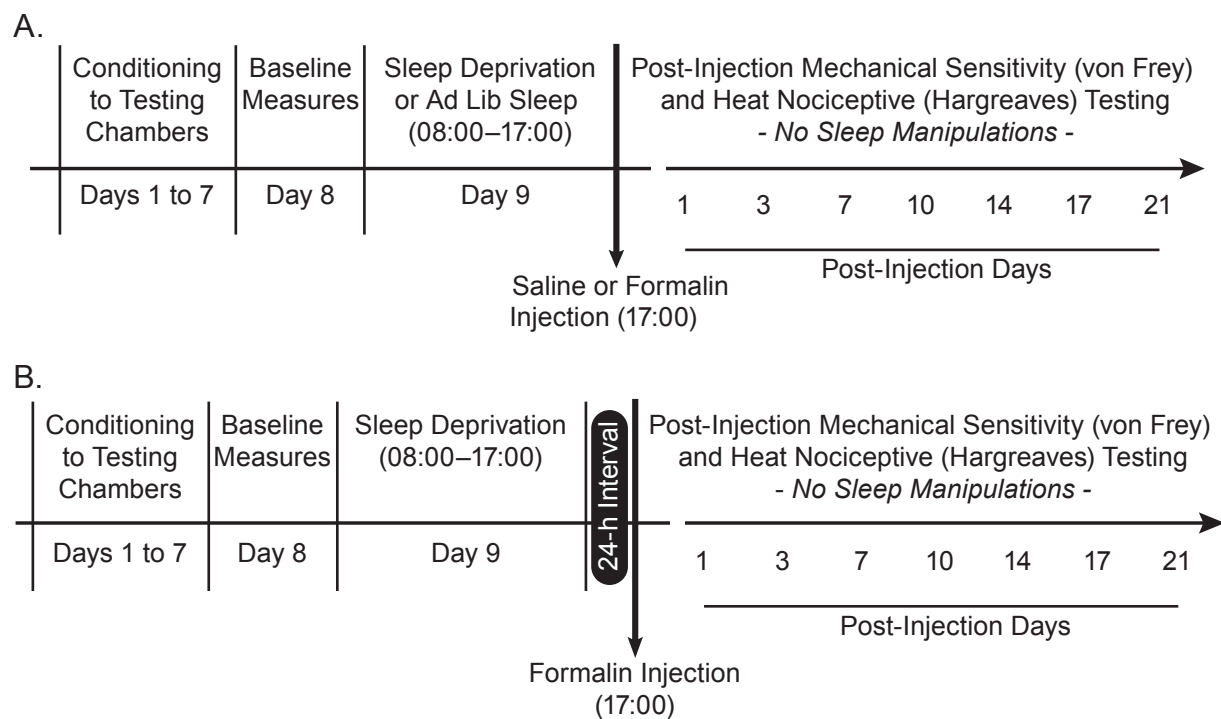 A.
Conditioning
to Testing
Chambers
Baseline
Measures
Sleep Deprivation
or Ad Lib Sleep
(08:00–17:00)
Post-Injection Mechanical Sensitivity (von Frey)
and Heat Nociceptive (Hargreaves) Testing
- No Sleep Manipulations -
Days 1 to 7
Day 8
Day 9
1 3 7 10 14 17 21
Post-Injection Days
Saline or Formalin
Injection (17:00)
B.
Conditioning
to Testing
Chambers
Baseline
Measures
Sleep Deprivation
(08:00–17:00)
24-h Interval
Post-Injection Mechanical Sensitivity (von Frey)
and Heat Nociceptive (Hargreaves) Testing
- No Sleep Manipulations -
Days 1 to 7
Day 8
Day 9
1 3 7 10 14 17 21
Post-Injection Days
Formalin Injection
(17:00)